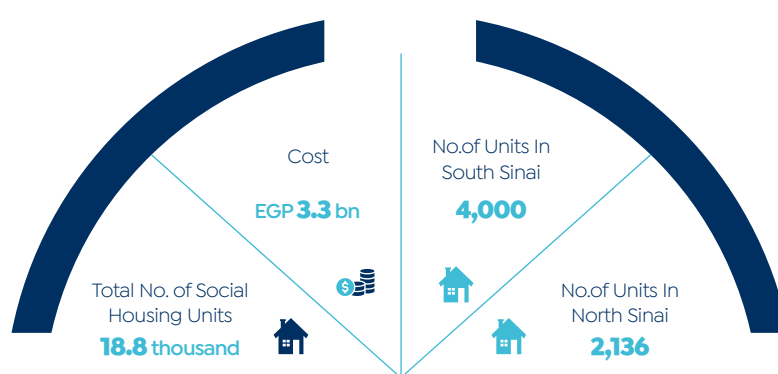 Cost
EGP 3.3 bn
No.of Units In
South Sinai
4,000
Total No. of Social
Housing Units
18.8 thousand
No.of Units In
North Sinai
2,136
$